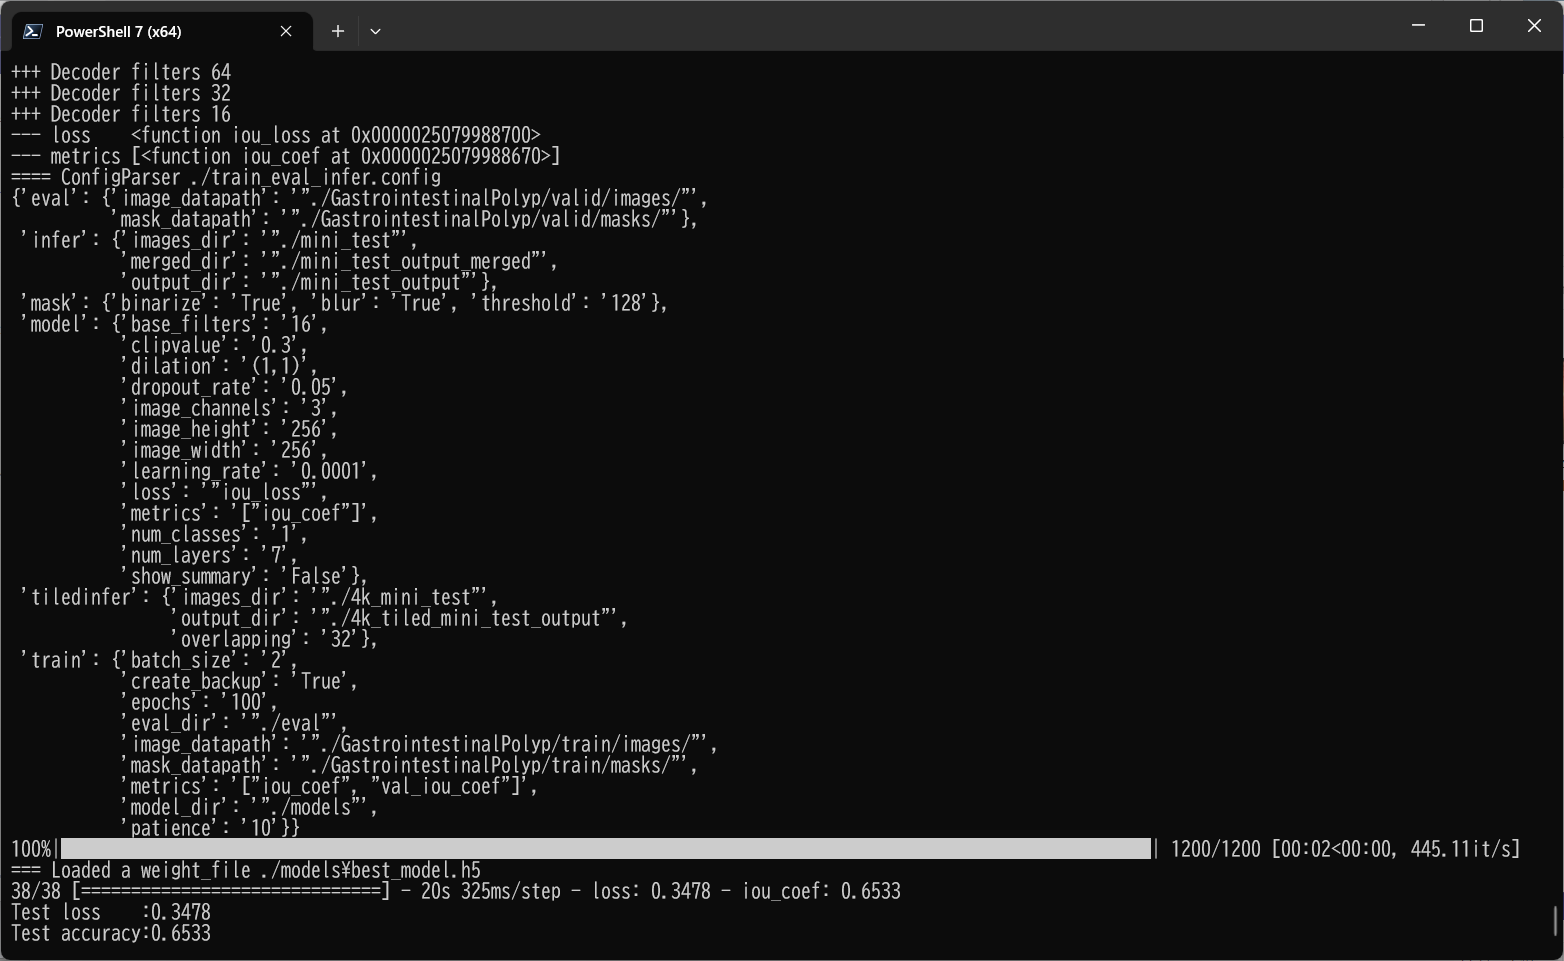 PowerShell 7 (x64)
+++ Decoder filters 64
+++ Decoder filters 32
+++ Decoder filters 16
--- loss    <function iou_loss at 0x0000025079988700>
--- metrics [<function iou_coef at 0x0000025079988670>]
==== ConfigParser ./train_eval_infer.config
{'eval': {'image_datapath': '"./GastrointestinalPolyp/valid/images/"',
          'mask_datapath': '"./GastrointestinalPolyp/valid/masks/"'},
 'infer': {'images_dir': '"./mini_test"',
           'merged_dir': '"./mini_test_output_merged"',
           'output_dir': '"./mini_test_output"'},
 'mask': {'binarize': 'True', 'blur': 'True', 'threshold': '128'},
 'model': {'base_filters': '16',
           'clipvalue': '0.3',
           'dilation': '(1,1)',
           'dropout_rate': '0.05',
           'image_channels': '3',
           'image_height': '256',
           'image_width': '256',
           'learning_rate': '0.0001',
           'loss': '"iou_loss"',
           'metrics': '["iou_coef"]',
           'num_classes': '1',
           'num_layers': '7',
           'show_summary': 'False'},
 'tiledinfer': {'images_dir': '"./4k_mini_test"',
                'output_dir': '"./4k_tiled_mini_test_output"',
                'overlapping': '32'},
 'train': {'batch_size': '2',
           'create_backup': 'True',
           'epochs': '100',
           'eval_dir': '"./eval"',
           'image_datapath': '"./GastrointestinalPolyp/train/images/"',
           'mask_datapath': '"./GastrointestinalPolyp/train/masks/"',
           'metrics': '["iou_coef", "val_iou_coef"]',
           'model_dir': '"./models"',
           'patience': '10'}}
100%| | 1200/1200 [00:02<00:00, 445.11it/s]
=== Loaded a weight_file ./models¥best_model.h5
38/38 [==============================] - 20s 325ms/step - loss: 0.3478 - iou_coef: 0.6533
Test loss    :0.3478
Test accuracy:0.6533